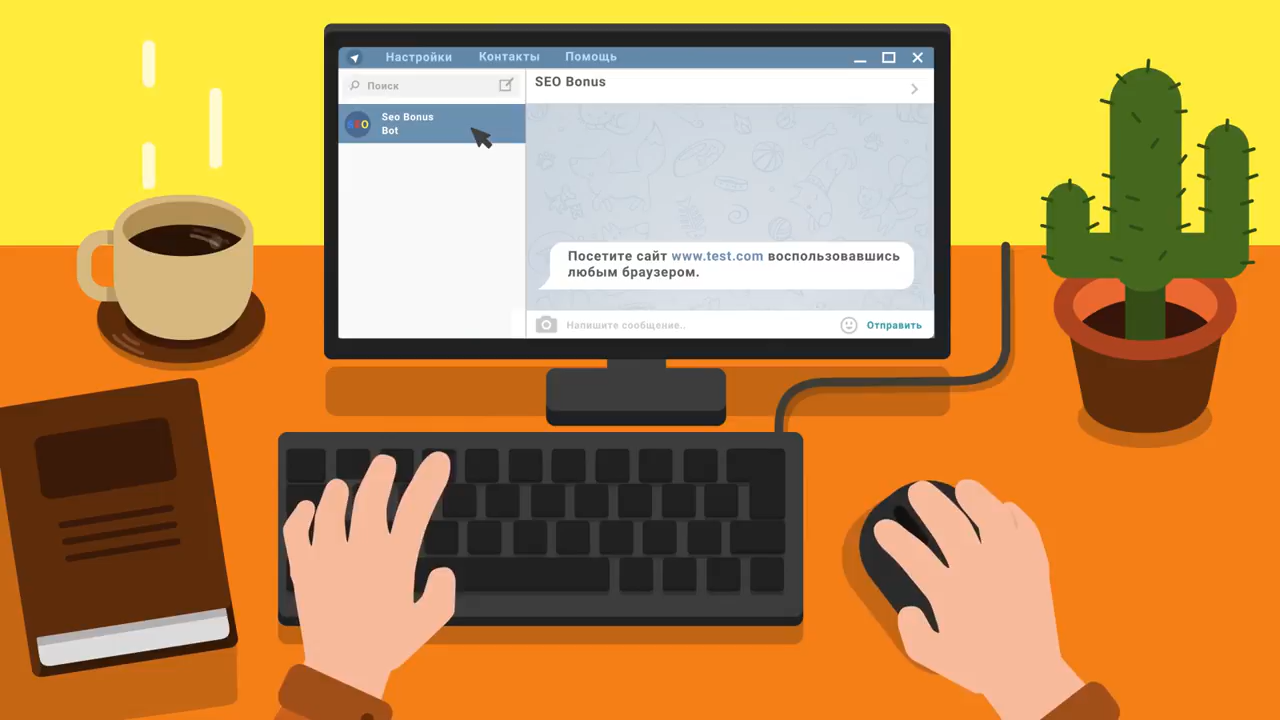 Настройки Контакты Помощь
Поиск
SEO Bonus
SEO
Seo Bonus
Bot
Посетите сайт www.test.com воспользовавшись
любым браузером.
Напишите сообщение..
Отправить